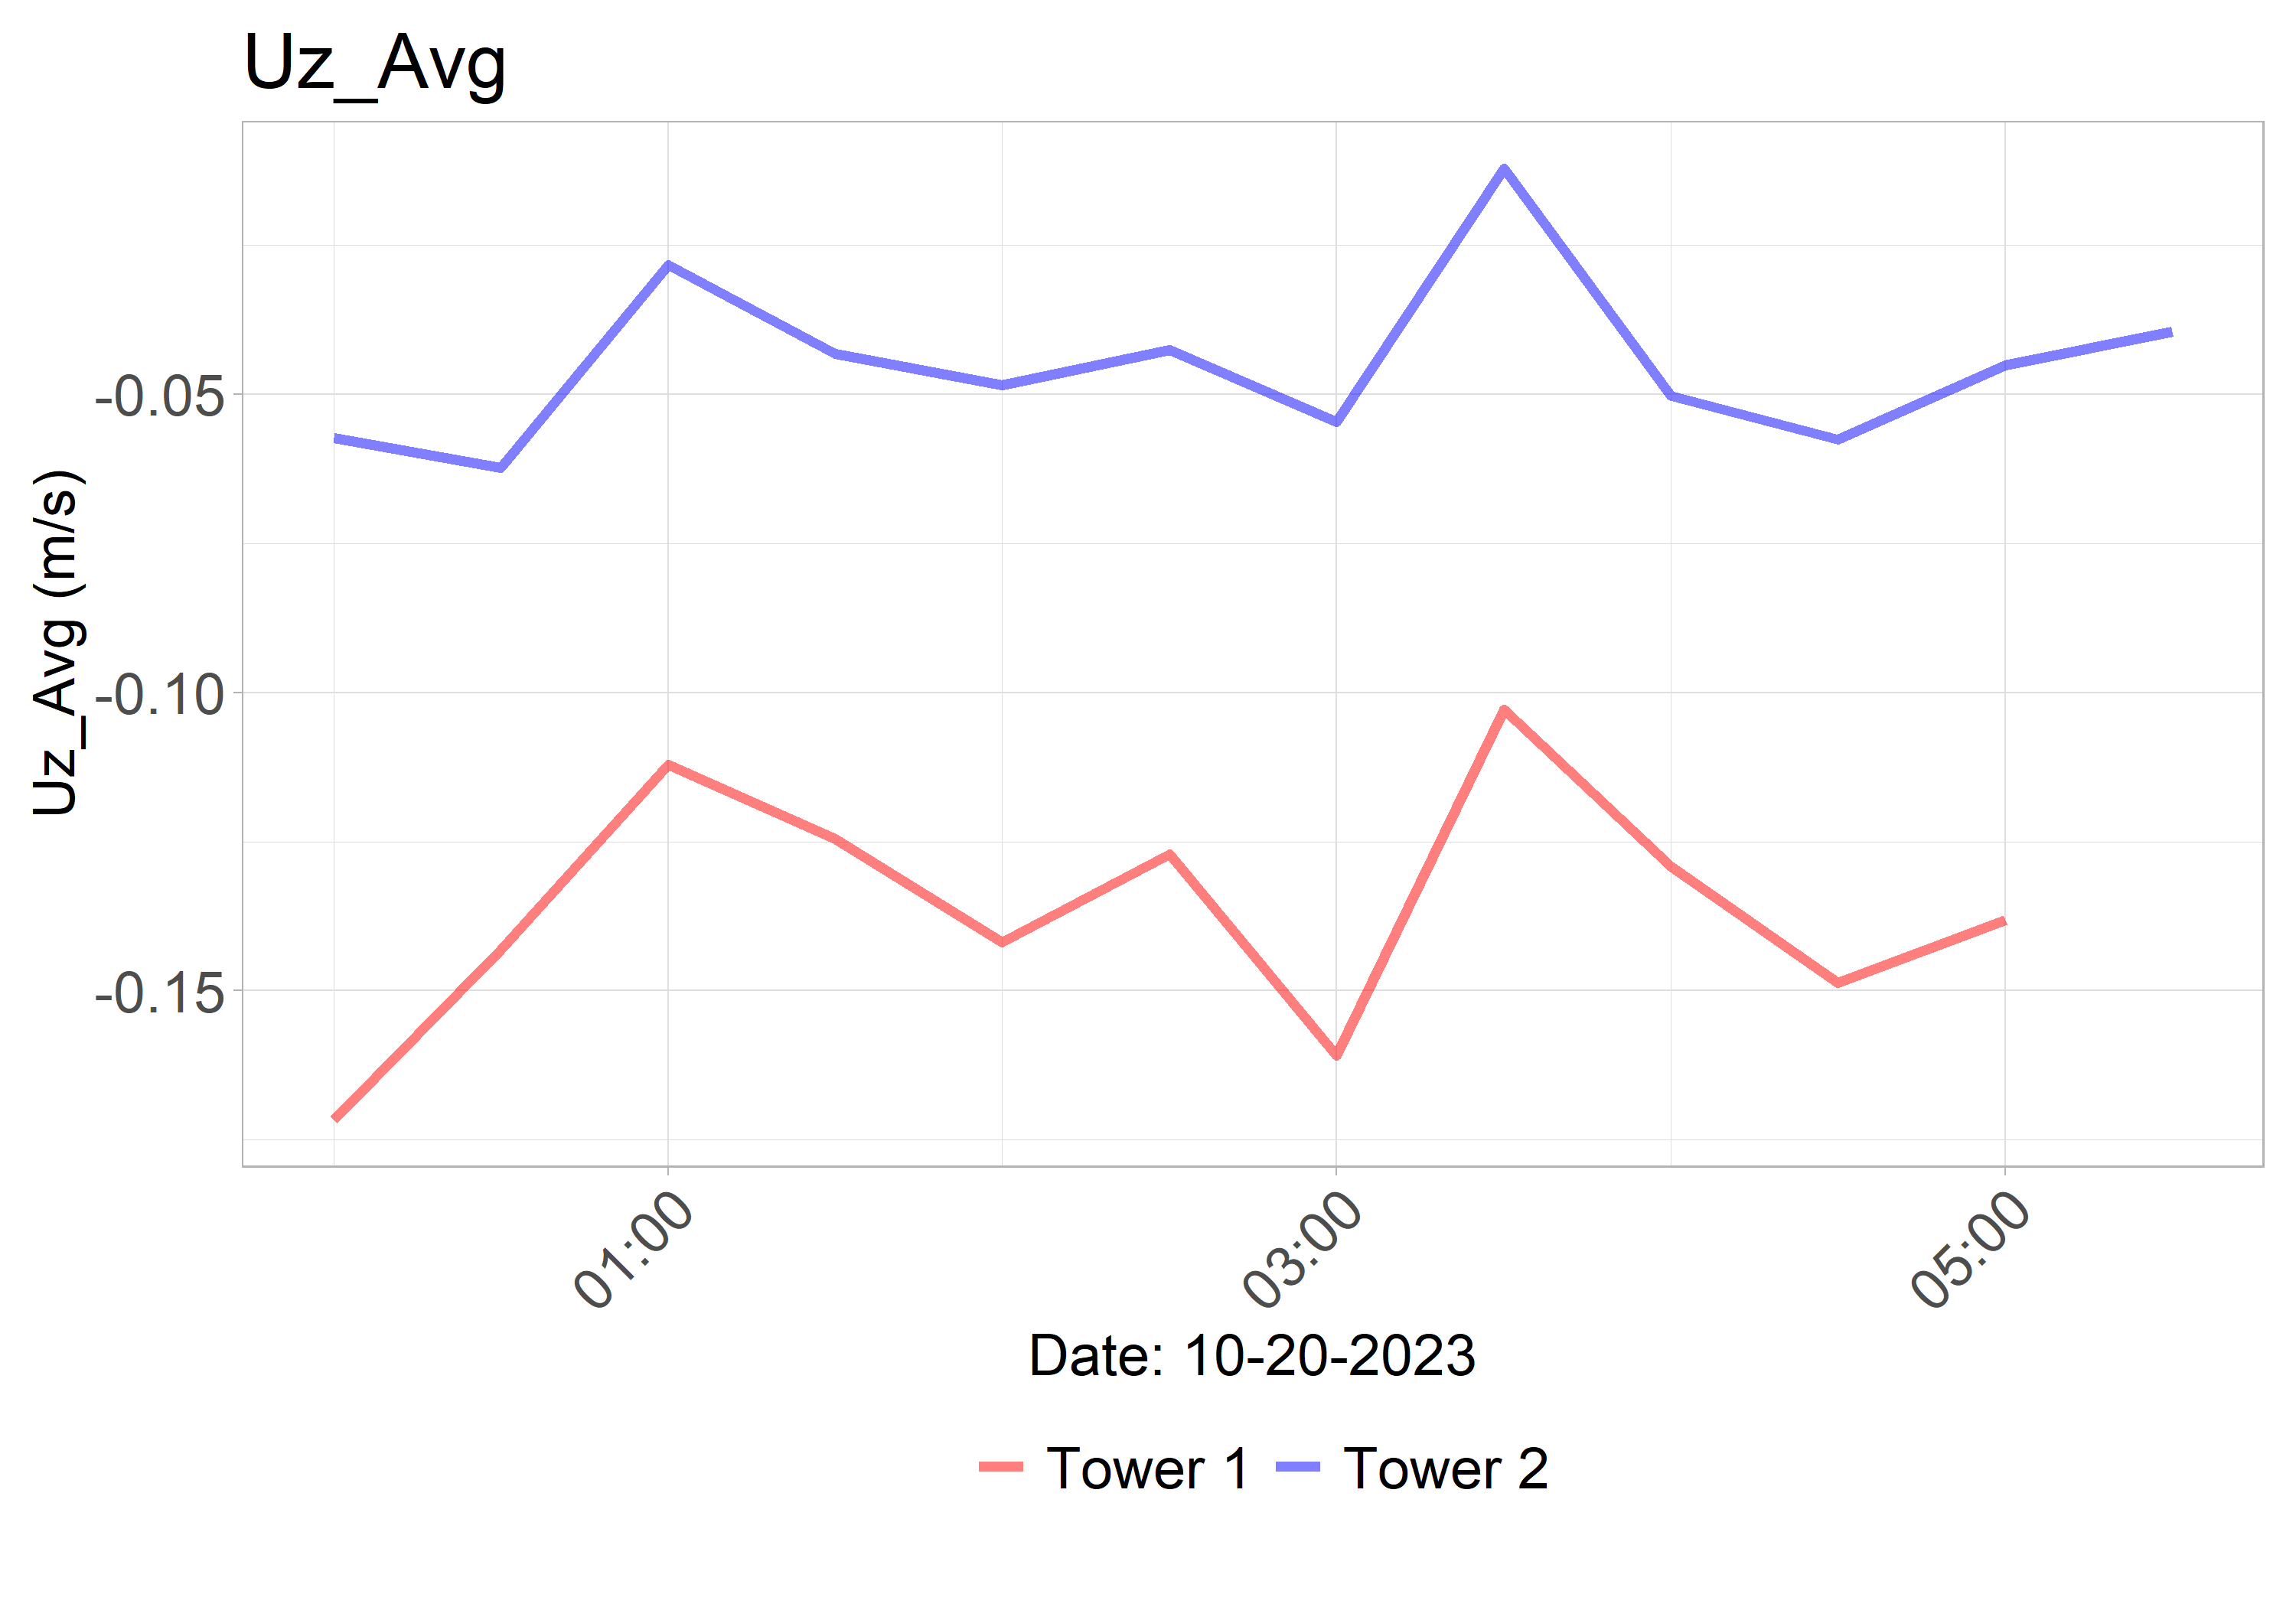 Uz_Avg
Uz_Avg (m/s)
-0.05
-0.10
-0.15
01:00
03:00
05:00
Date: 10-20-2023
Tower 1
Tower 2